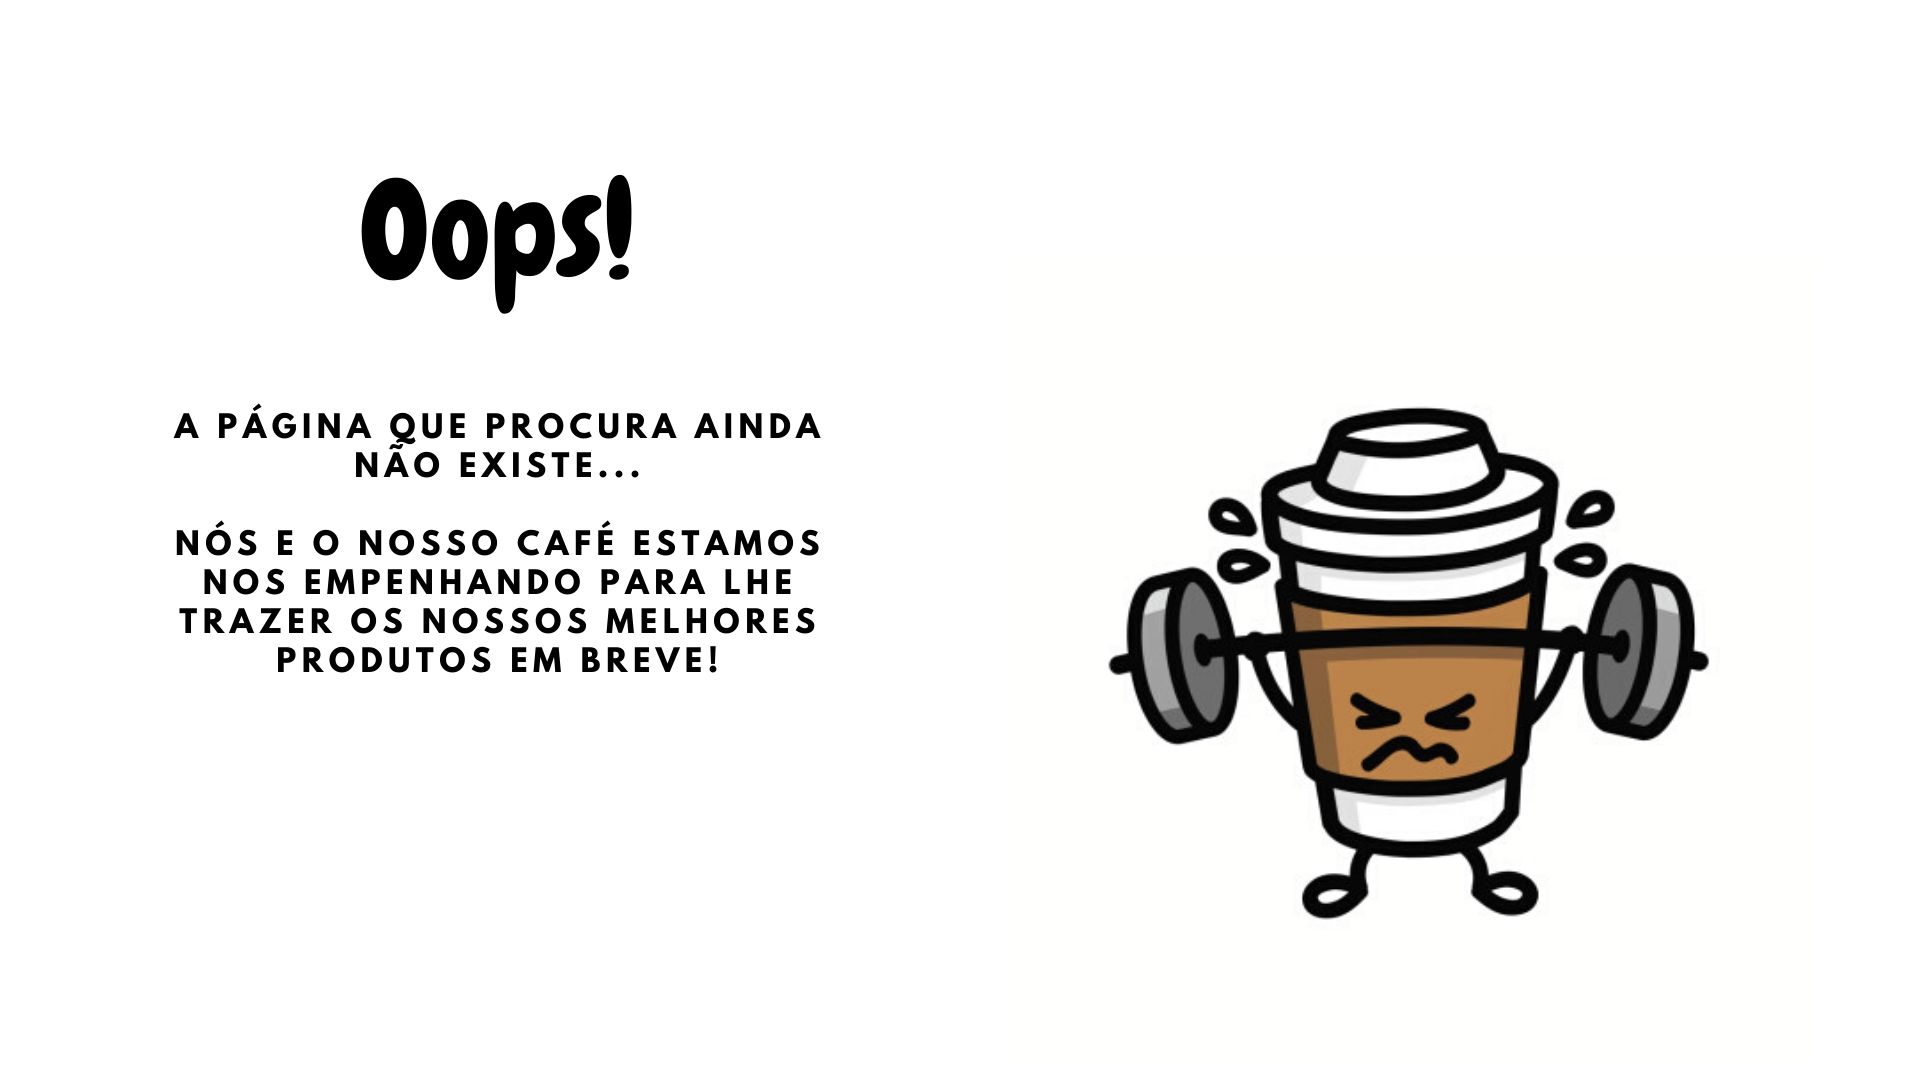 Oops!
A PÁGINA QUE PROCURA AINDA
NÃO EXISTE...
NÓS E O NOSSO CAFÉ ESTAMOS
NOS EMPENHANDO PARA LHE
TRAZER OS NOSSOS MELHORES
PRODUTOS EM BREVE!